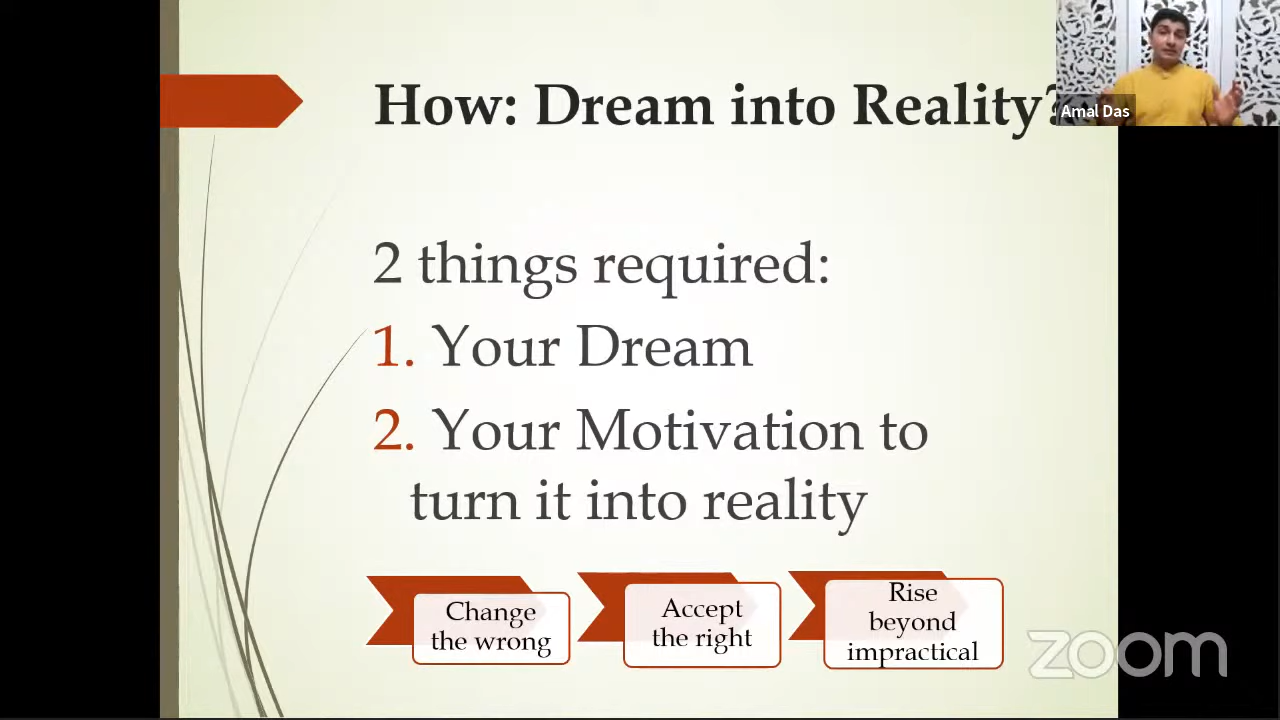 How: Dream into Reality?
Amal Das
2 things required:
1. Your Dream
2. Your Motivation to
turn it into reality
Change
the wrong
Accept
the right
Rise
beyond
impractical
zoom